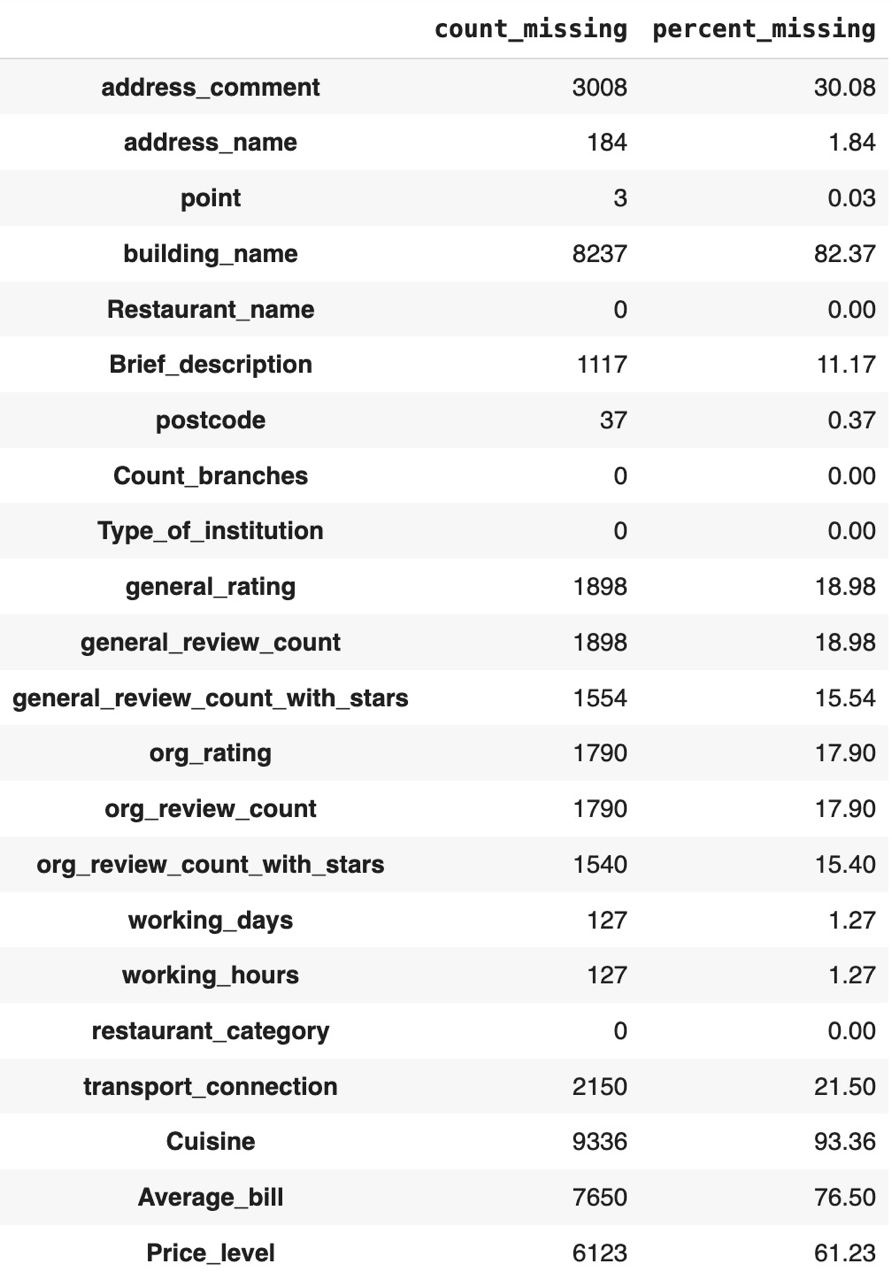 count_missing percent_missing
address_comment 3008 30.08
address_name 184 1.84
point 3 0.03
building_name 8237 82.37
Restaurant_name 0 0.00
Brief_description 1117 11.17
postcode 37 0.37
Count_branches 0 0.00
Type_of_institution 0 0.00
general_rating 1898 18.98
general_review_count 1898 18.98
general_review_count_with_stars 1554 15.54
org_rating 1790 17.90
org_review_count 1790 17.90
org_review_count_with_stars 1540 15.40
working_days 127 1.27
working_hours 127 1.27
restaurant_category 0 0.00
transport_connection 2150 21.50
Cuisine 9336 93.36
Average_bill 7650 76.50
Price_level 6123 61.23